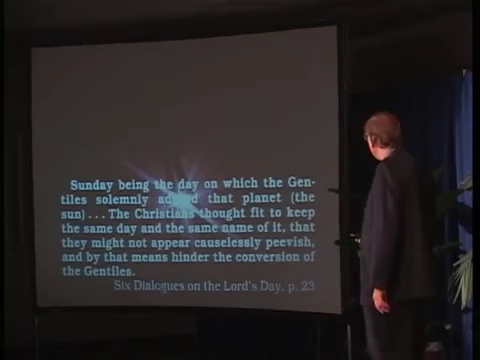 Sunday being the day on which the Gen-
tiles solemnly adored that planet (the
sun)... The Christians thought fit to keep
the same day and the same name of it, that
they might not appear causelessly peevish,
and by that means hinder the conversion of
the Gentiles.
Six Dialogues on the Lord's Day, p. 23